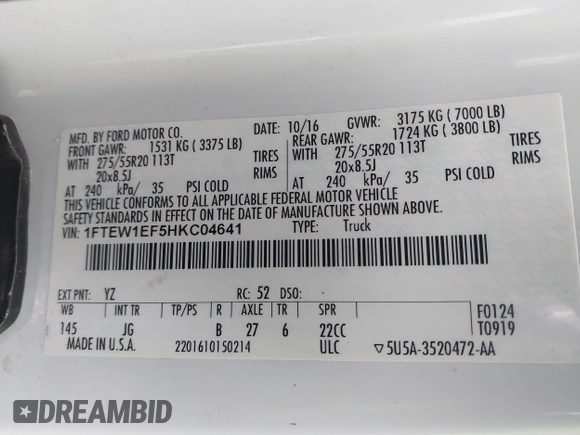 MFD. BY FORD MOTOR CO.
DATE: 10/16 GVWR: 3175 KG ( 7000 LB)
FRONT GAWR: 1531 KG ( 3375 LB)
REAR GAWR: 1724 KG ( 3800 LB)
WITH 275/55R20 113T TIRES
WITH 275/55R20 113T TIRES
20x8.5J RIMS
20x8.5J RIMS
AT 240 kPa/ 35 PSI COLD
AT 240 kPa/ 35 PSI COLD
THIS VEHICLE CONFORMS TO ALL APPLICABLE FEDERAL MOTOR VEHICLE
SAFETY STANDARDS IN EFFECT ON THE DATE OF MANUFACTURE SHOWN ABOVE.
VIN: 1FTEW1EF5HKC04641 TYPE: Truck
EXT PNT: YZ RC: 52 DSO:
WB INT TR TP/PS R AXLE TR SPR
145 JG B 27 6 22CC
F0124
T0919
MADE IN U.S.A. 2201610150214 ULC ▽5U5A-3520472-AA
DREAMBID